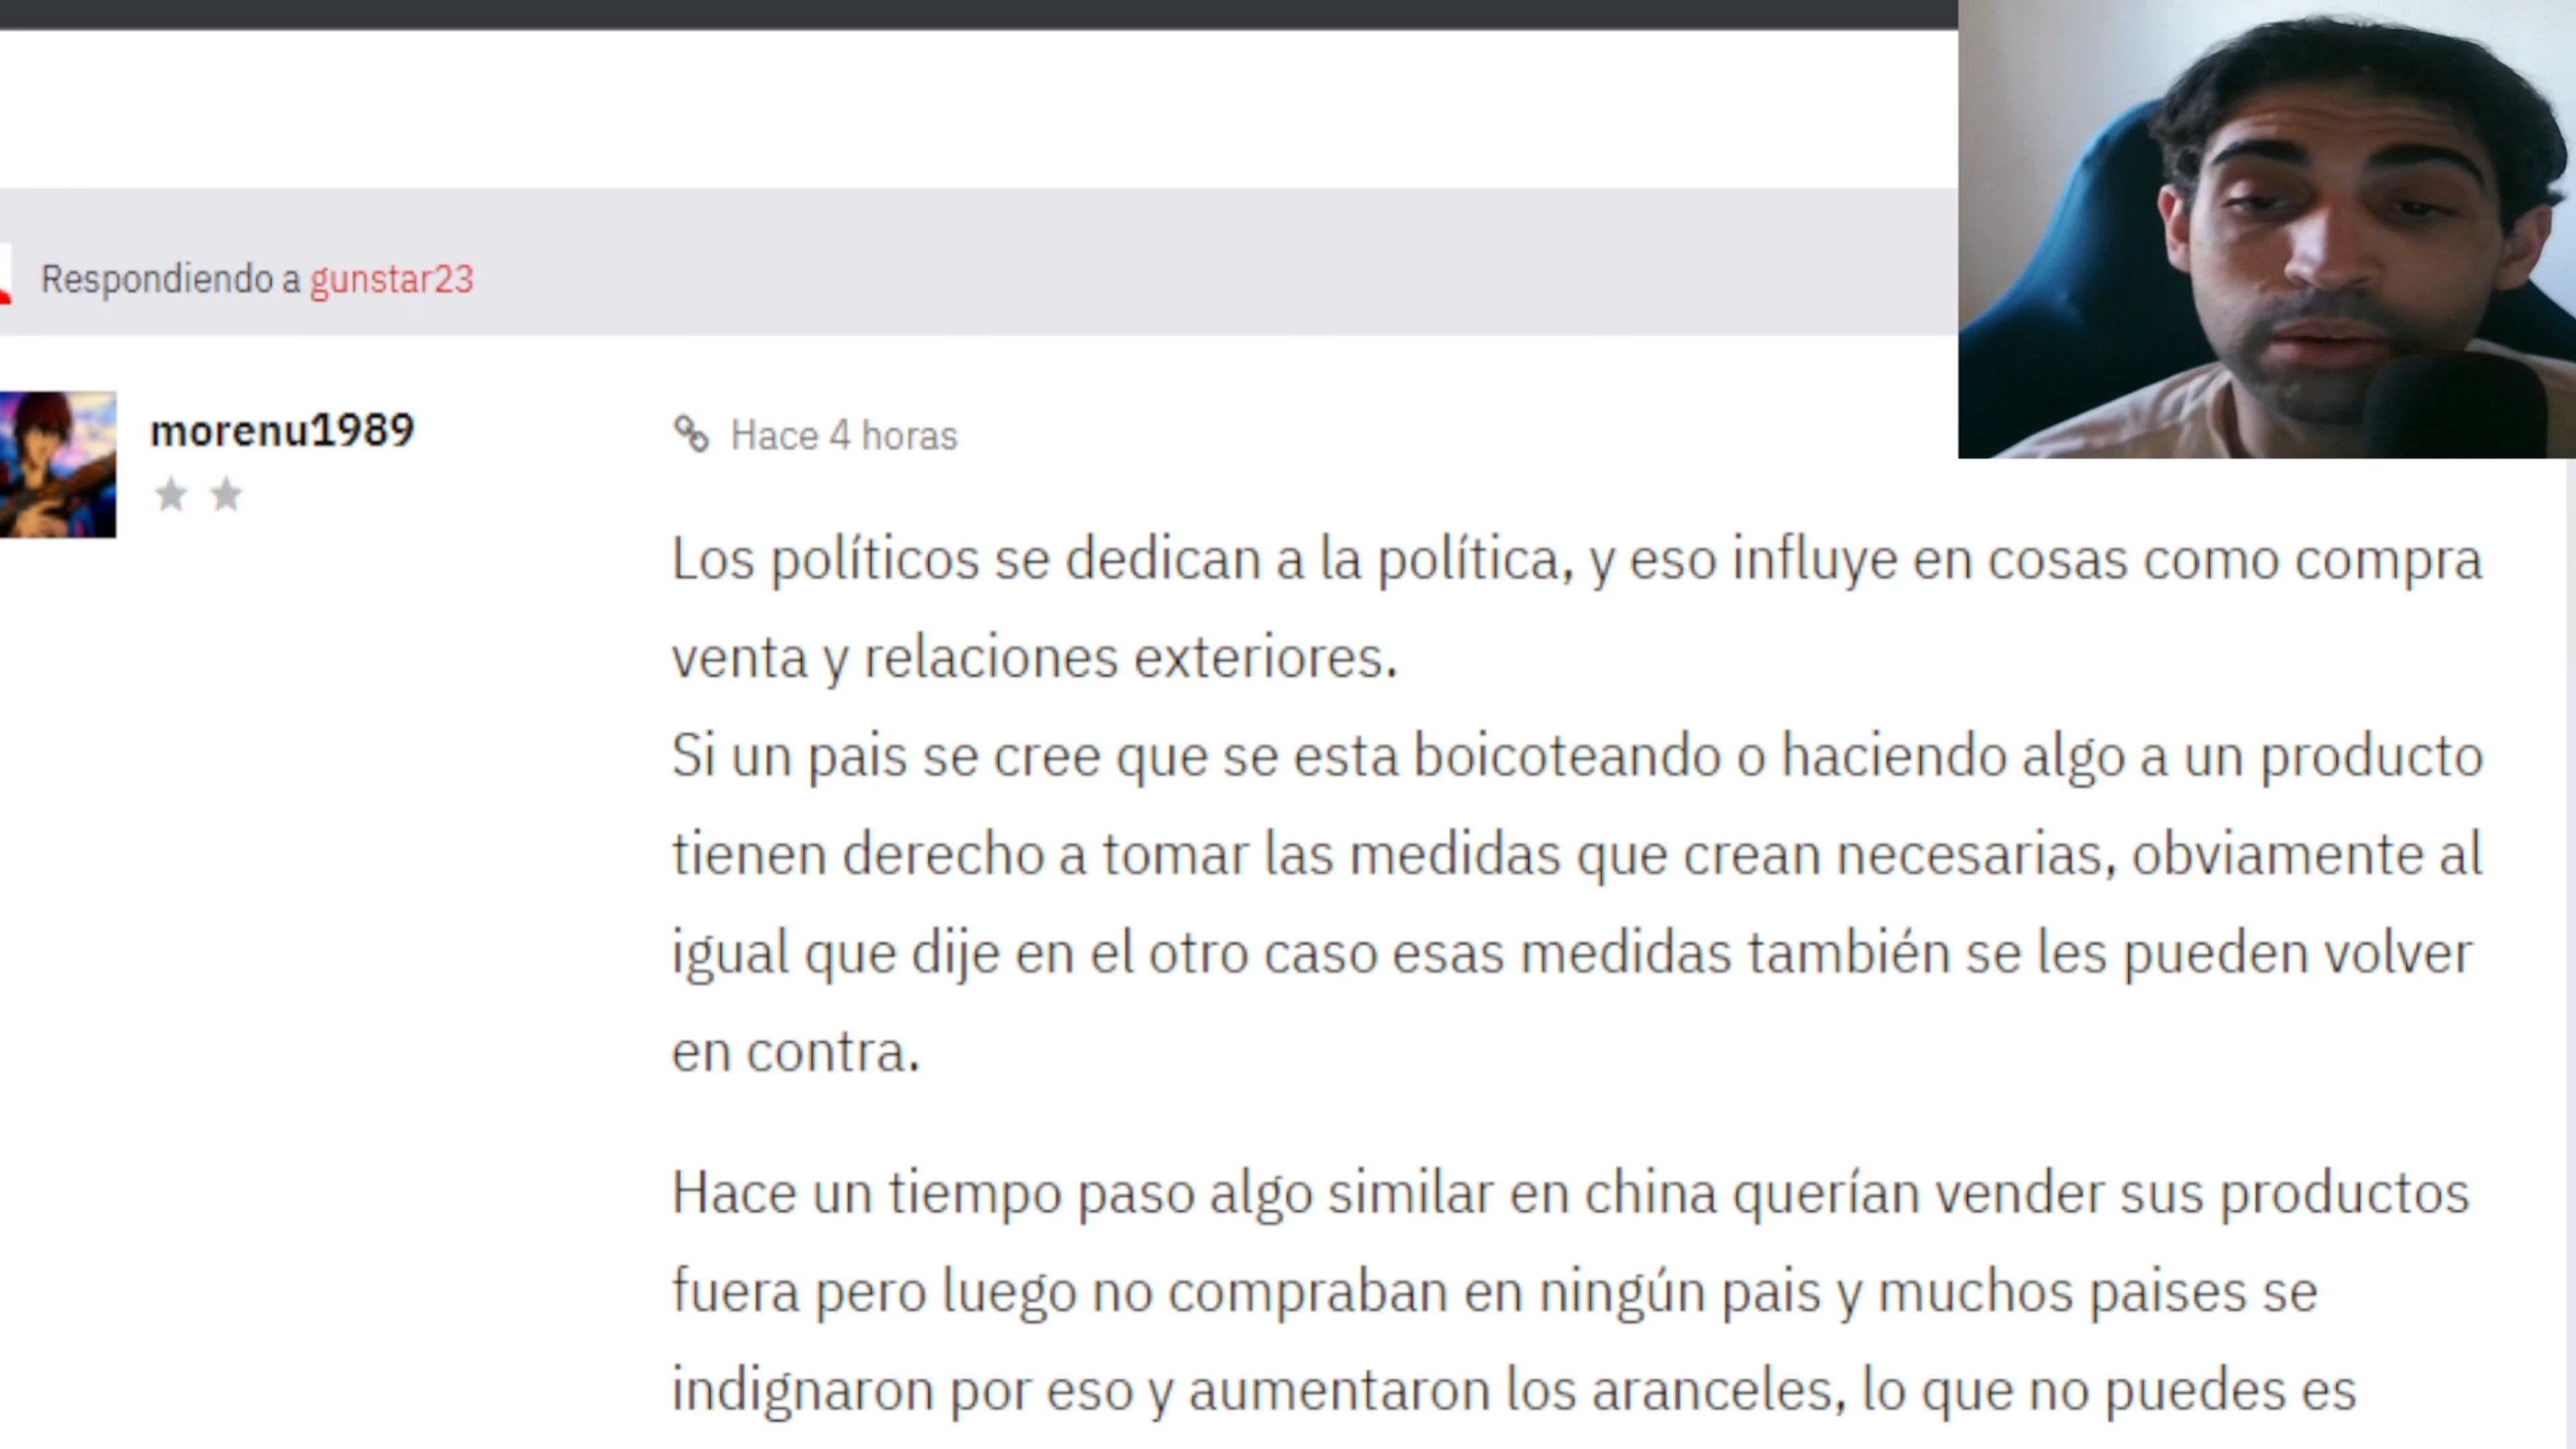 Respondiendo a gunstar23
morenu1989
Hace 4 horas
Los políticos se dedican a la política, y eso influye en cosas como compra
venta y relaciones exteriores.
Si un pais se cree que se esta boicoteando o haciendo algo a un producto
tienen derecho a tomar las medidas que crean necesarias, obviamente al
igual que dije en el otro caso esas medidas también se les pueden volver
en contra.
Hace un tiempo paso algo similar en china querían vender sus productos
fuera pero luego no compraban en ningún pais y muchos paises se
indignaron por eso y aumentaron los aranceles, lo que no puedes es